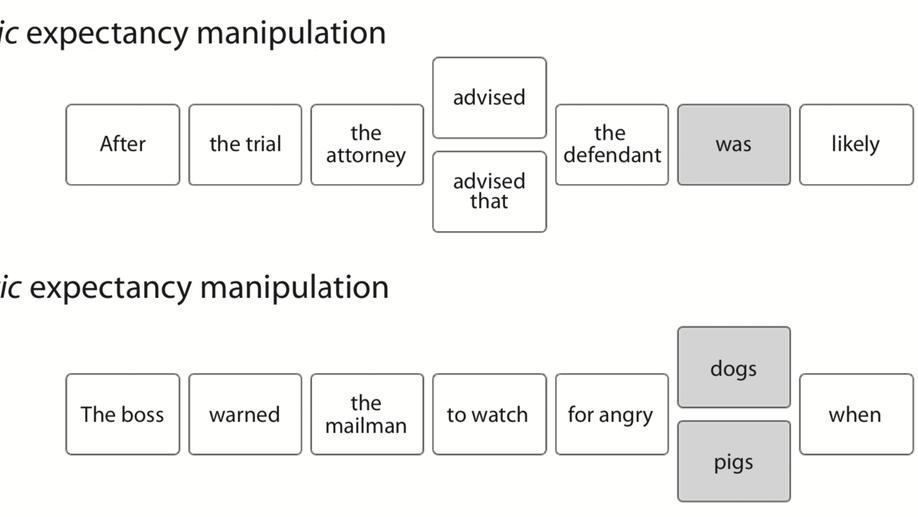 ic expectancy manipulation
After
the trial
the
attorney
advised
advised
that
the
defendant
was
likely
ic expectancy manipulation
The boss
warned
the
mailman
to watch
for angry
dogs
pigs
when